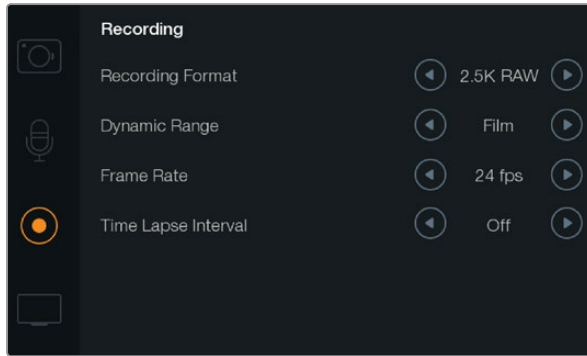 Recording
Recording Format 2.5K RAW
Dynamic Range Film
Frame Rate 24 fps
Time Lapse Interval Off